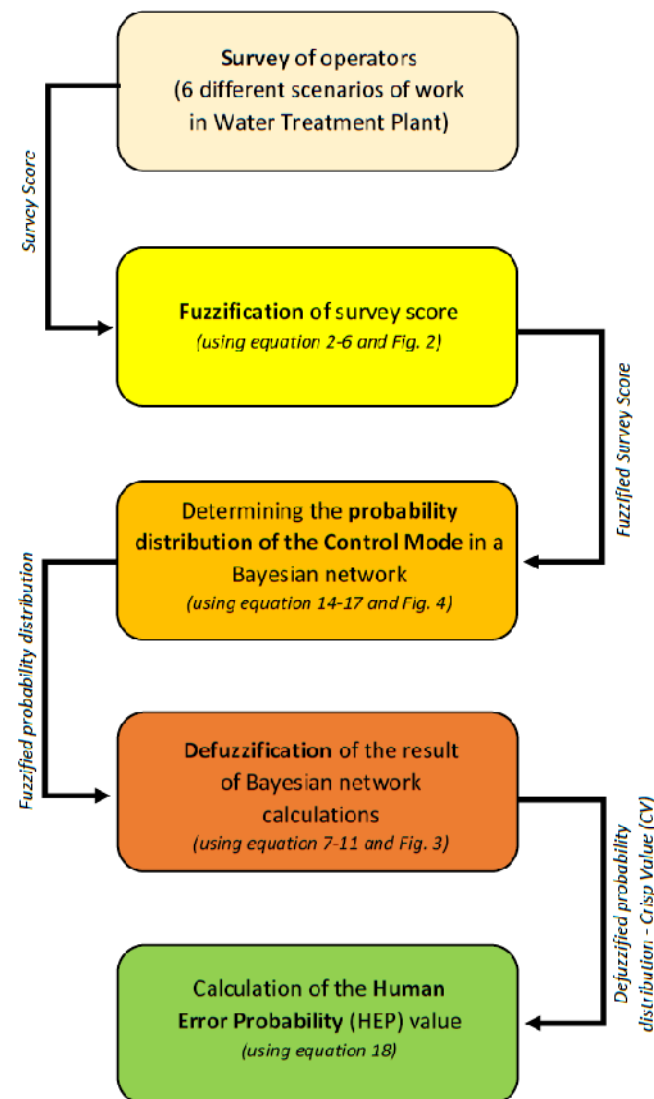 Survey of operators
(6 different scenarios of work
in Water Treatment Plant)
Survey Score
Fuzzification of survey score
(using equation 2-6 and Fig. 2)
Fuzzified Survey Score
Determining the probability
distribution of the Control Mode in a
Bayesian network
(using equation 14-17 and Fig. 4)
Fuzzified probability distribution
Defuzzification of the result
of Bayesian network
calculations
(using equation 7-11 and Fig. 3)
Defuzzified probability
distribution - Crisp Value (CV)
Calculation of the Human
Error Probability (HEP) value
(using equation 18)